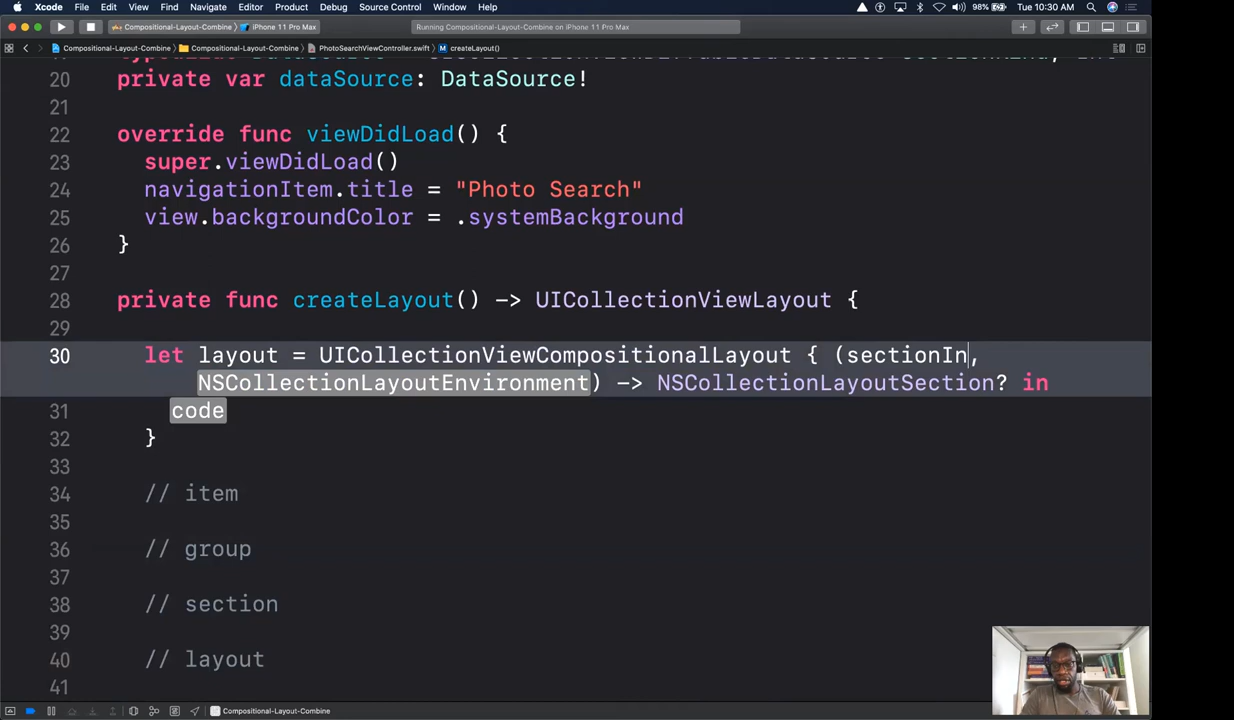 Xcode File Edit View Find Navigate Editor Product Debug Source Control Window Help 98% Tue 10:30 AM
Compositional-Layout-Combine iPhone 11 Pro Max Running Compositional-Layout-Combine on iPhone 11 Pro Max
Compositional-Layout-Combine Compositional-Layout-Combine PhotoSearchViewController.swift M createLayout()
20 private var dataSource: DataSource!
21
22 override func viewDidLoad() {
23 super.viewDidLoad()
24 navigationItem.title = "Photo Search"
25 view.backgroundColor = .systemBackground
26 }
27
28 private func createLayout() -> UICollectionViewLayout {
29
30 let layout = UICollectionViewCompositionalLayout { (sectionIn,
NSCollectionLayoutEnvironment) -> NSCollectionLayoutSection? in
31 code
32 }
33
34 // item
35
36 // group
37
38 // section
39
40 // layout
41
Compositional-Layout-Combine